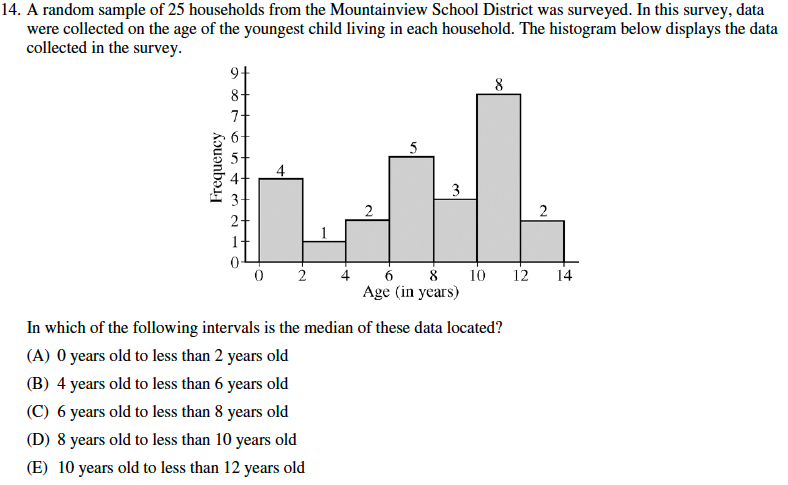 14. A random sample of 25 households from the Mountainview School District was surveyed. In this survey, data
were collected on the age of the youngest child living in each household. The histogram below displays the data
collected in the survey.
9
8
7
6
5
4
3
2
1
0
Frequency
4
1
2
5
3
8
2
0 2 4 6 8 10 12 14
Age (in years)
In which of the following intervals is the median of these data located?
(A) 0 years old to less than 2 years old
(B) 4 years old to less than 6 years old
(C) 6 years old to less than 8 years old
(D) 8 years old to less than 10 years old
(E) 10 years old to less than 12 years old